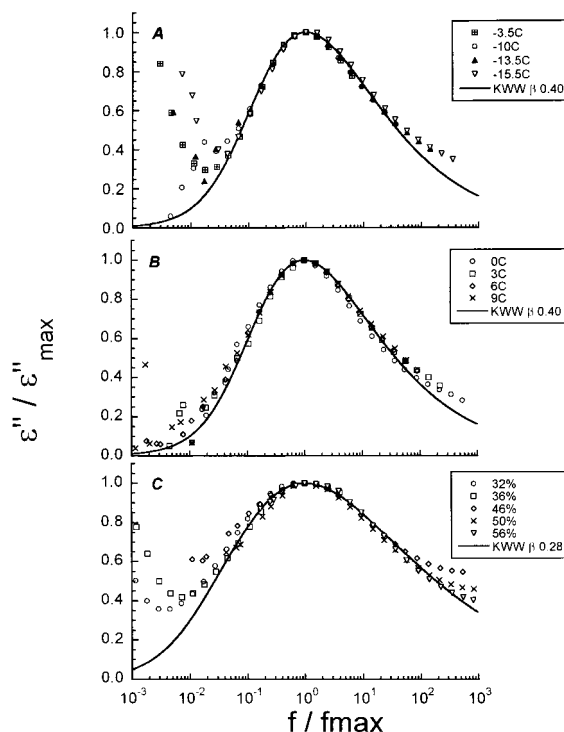 A
1.0
0.8
0.6
0.4
0.2
0.0
-3.5C
-10C
-13.5C
-15.5C
KWW β 0.40
B
1.0
0.8
0.6
0.4
0.2
0.0
0C
3C
6C
9C
KWW β 0.40
ε" / ε"max
C
1.0
0.8
0.6
0.4
0.2
0.0
32%
36%
46%
50%
56%
KWW β 0.28
10⁻³ 10⁻² 10⁻¹ 10⁰ 10¹ 10² 10³
f / fmax